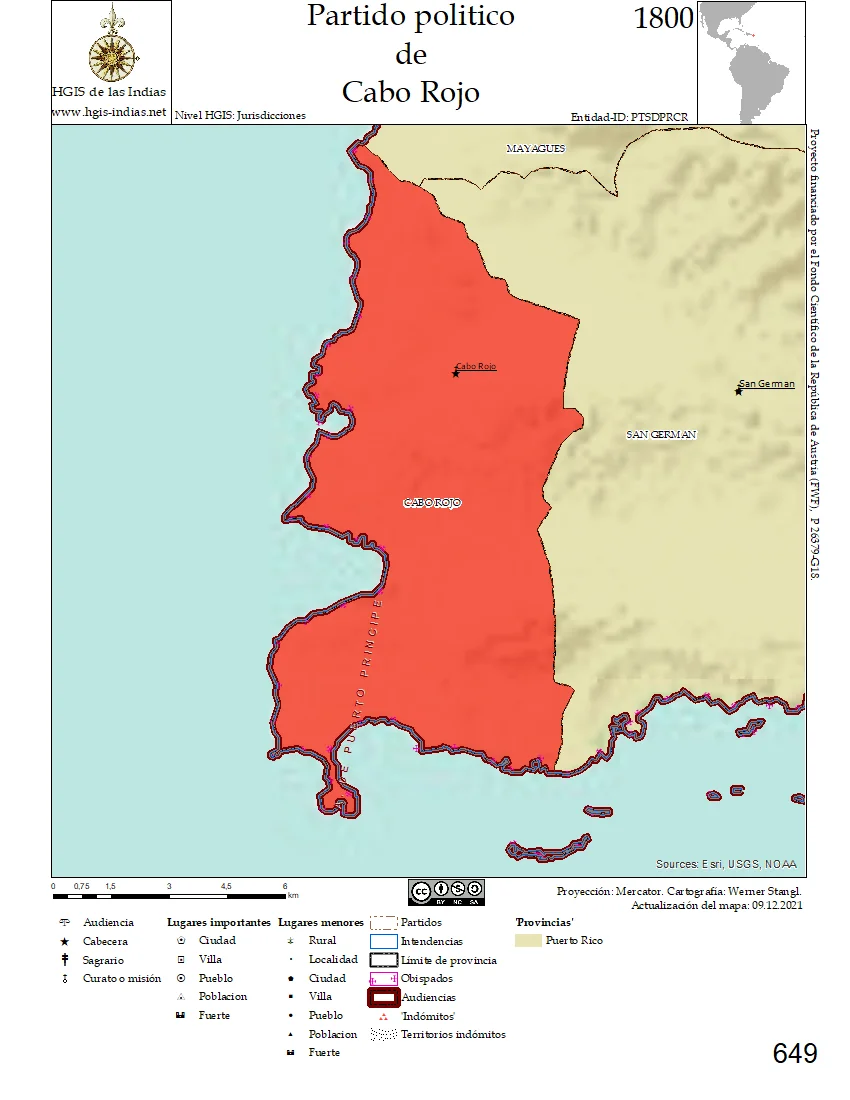 Partido politico
de
Cabo Rojo
1800
HGIS de las Indias
www.hgis-indias.net
Nivel HGIS: Jurisdicciones
Entidad-ID: PTSDPRCR
Proyecto financiado por el Fondo Científico de la República de Austria (FWF), P 26379-G18.
MAYAGUES
Cabo Rojo
San German
SAN GERMAN
CABO ROJO
DE PUERTO PRINCIPE
Sources: Esri, USGS, NOAA
0 0,75 1,5 3 4,5 6
km
BY NC SA
Proyección: Mercator. Cartografía: Werner Stangl.
Actualización del mapa: 09.12.2021
Audiencia
Cabecera
Sagrario
Curato o misión
Lugares importantes
Ciudad
Villa
Pueblo
Poblacion
Fuerte
Lugares menores
Rural
Localidad
Ciudad
Villa
Pueblo
Poblacion
Fuerte
Partidos
Intendencias
Límite de provincia
Obispados
Audiencias
'Indómitos'
Territorios indómitos
'Provincias'
Puerto Rico
649